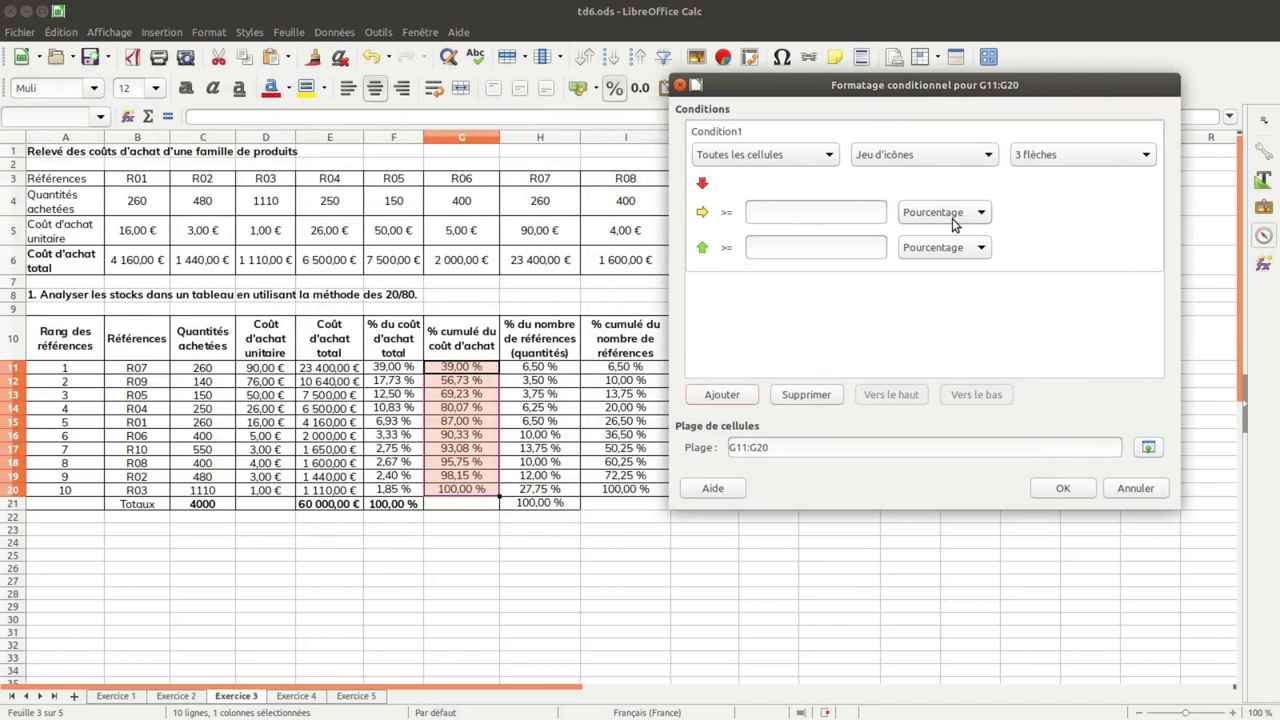 td6.ods - LibreOffice Calc
Fichier Édition Affichage Insertion Format Styles Feuille Données Outils Fenêtre Aide
Muli 12
% 0.0
Formatage conditionnel pour G11:G20
Conditions
Condition1
Toutes les cellules Jeu d'icônes 3 flèches
>= Pourcentage
>= Pourcentage
Ajouter Supprimer Vers le haut Vers le bas
Plage de cellules
Plage : G11:G20
Aide OK Annuler
A B C D E F G H I R
1 Relevé des coûts d'achat d'une famille de produits
2
3 Références R01 R02 R03 R04 R05 R06 R07 R08
4 Quantités achetées 260 480 1110 250 150 400 260 400
5 Coût d'achat unitaire 16,00 € 3,00 € 1,00 € 26,00 € 50,00 € 5,00 € 90,00 € 4,00 €
6 Coût d'achat total 4 160,00 € 1 440,00 € 1 110,00 € 6 500,00 € 7 500,00 € 2 000,00 € 23 400,00 € 1 600,00 €
7
8 1. Analyser les stocks dans un tableau en utilisant la méthode des 20/80.
9
10 Rang des références Références Quantités achetées Coût d'achat unitaire Coût d'achat total % du coût d'achat total % cumulé du coût d'achat % du nombre de références (quantités) % cumulé du nombre de références
11 1 R07 260 90,00 € 23 400,00 € 39,00 % 39,00 % 6,50 % 6,50 %
12 2 R09 140 76,00 € 10 640,00 € 17,73 % 56,73 % 3,50 % 10,00 %
13 3 R05 150 50,00 € 7 500,00 € 12,50 % 69,23 % 3,75 % 13,75 %
14 4 R04 250 26,00 € 6 500,00 € 10,83 % 80,07 % 6,25 % 20,00 %
15 5 R01 260 16,00 € 4 160,00 € 6,93 % 87,00 % 6,50 % 26,50 %
16 6 R06 400 5,00 € 2 000,00 € 3,33 % 90,33 % 10,00 % 36,50 %
17 7 R10 550 3,00 € 1 650,00 € 2,75 % 93,08 % 13,75 % 50,25 %
18 8 R08 400 4,00 € 1 600,00 € 2,67 % 95,75 % 10,00 % 60,25 %
19 9 R02 480 3,00 € 1 440,00 € 2,40 % 98,15 % 12,00 % 72,25 %
20 10 R03 1110 1,00 € 1 110,00 € 1,85 % 100,00 % 27,75 % 100,00 %
21 Totaux 4000 60 000,00 € 100,00 % 100,00 %
22
23
24
25
26
27
28
29
30
31
32
33
34
Exercice 1 Exercice 2 Exercice 3 Exercice 4 Exercice 5
Feuille 3 sur 5 10 lignes, 1 colonnes sélectionnées Par défaut Français (France) 100 %